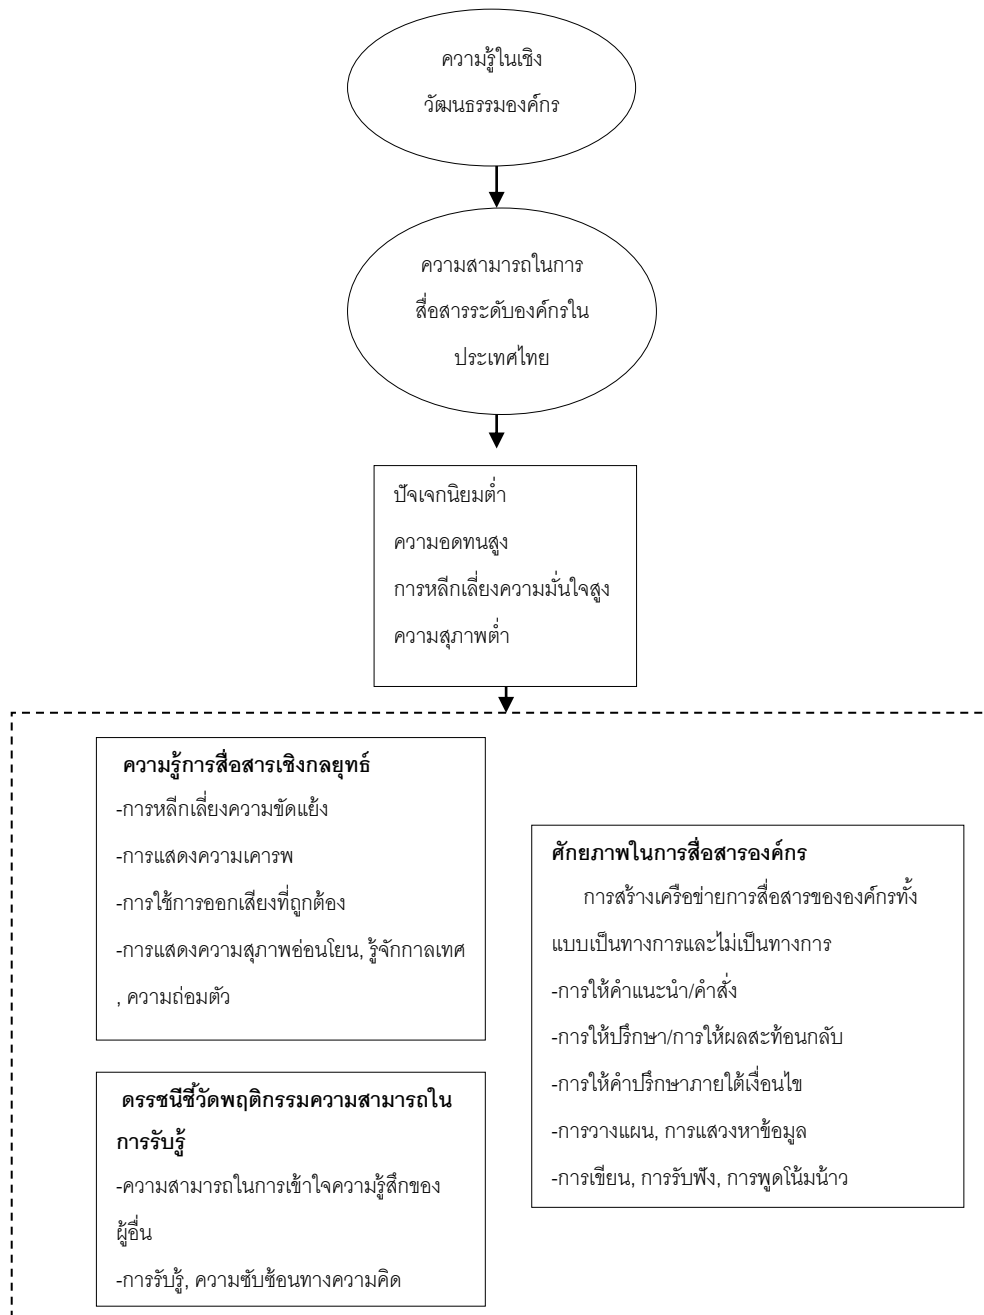 ความรู้ในเชิง
วัฒนธรรมองค์กร
ความสามารถในการ
สื่อสารระดับองค์กรใน
ประเทศไทย
ปัจเจกนิยมต่ำ
ความอดทนสูง
การหลีกเลี่ยงความมั่นใจสูง
ความสุภาพต่ำ
ความรู้การสื่อสารเชิงกลยุทธ์
-การหลีกเลี่ยงความขัดแย้ง
-การแสดงความเคารพ
-การใช้การออกเสียงที่ถูกต้อง
-การแสดงความสุภาพอ่อนโยน, รู้จักกาลเทศ
, ความถ่อมตัว
ดรรชนีชี้วัดพฤติกรรมความสามารถใน
การรับรู้
-ความสามารถในการเข้าใจความรู้สึกของ
ผู้อื่น
-การรับรู้, ความซับซ้อนทางความคิด
ศักยภาพในการสื่อสารองค์กร
การสร้างเครือข่ายการสื่อสารขององค์กรทั้ง
แบบเป็นทางการและไม่เป็นทางการ
-การให้คำแนะนำ/คำสั่ง
-การให้ปรึกษา/การให้ผลสะท้อนกลับ
-การให้คำปรึกษาภายใต้เงื่อนไข
-การวางแผน, การแสวงหาข้อมูล
-การเขียน, การรับฟัง, การพูดโน้มน้าว